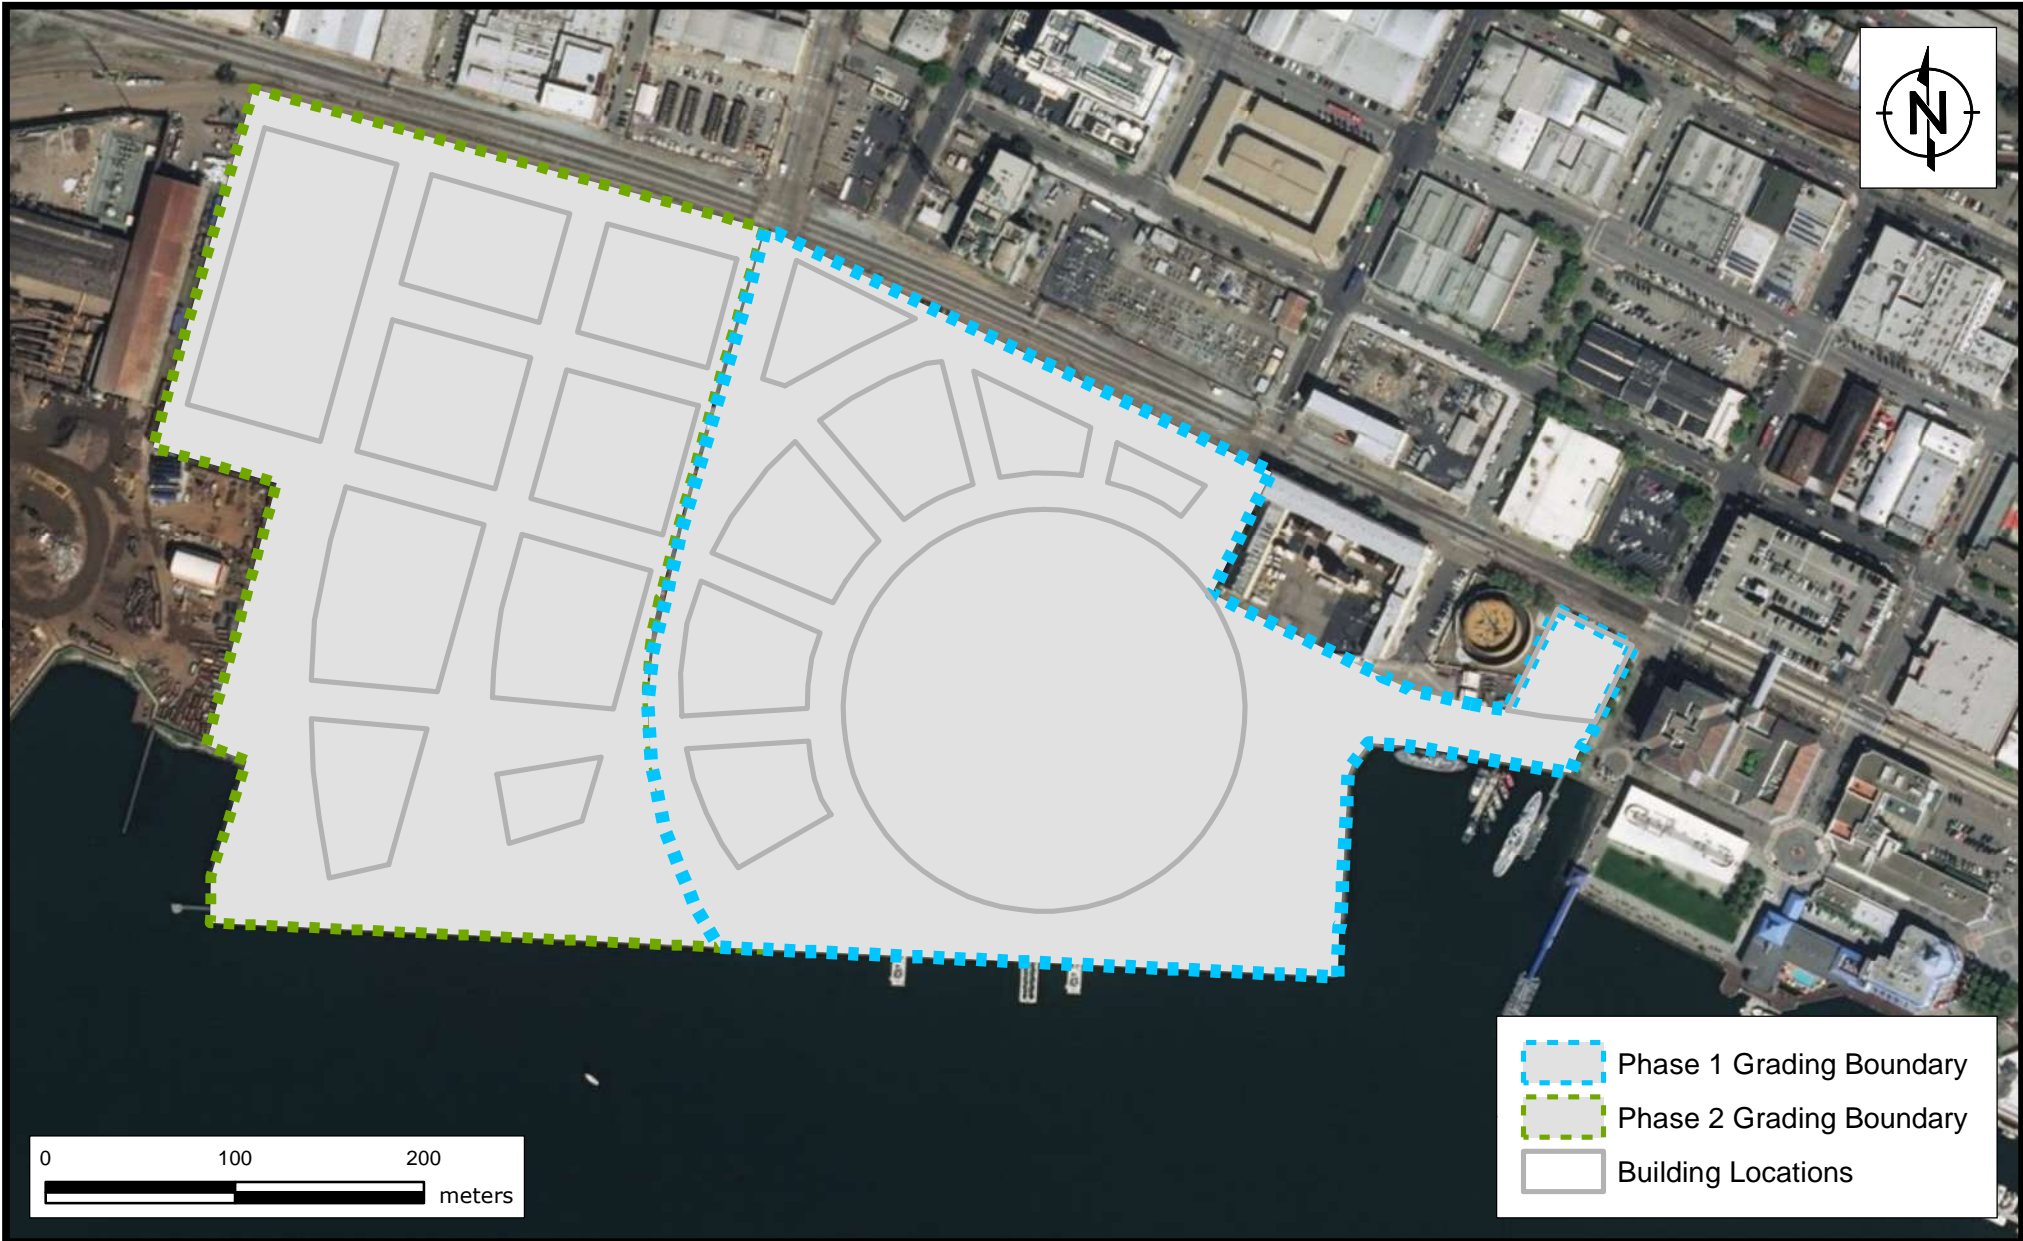 N
Phase 1 Grading Boundary
Phase 2 Grading Boundary
Building Locations
0 100 200
meters